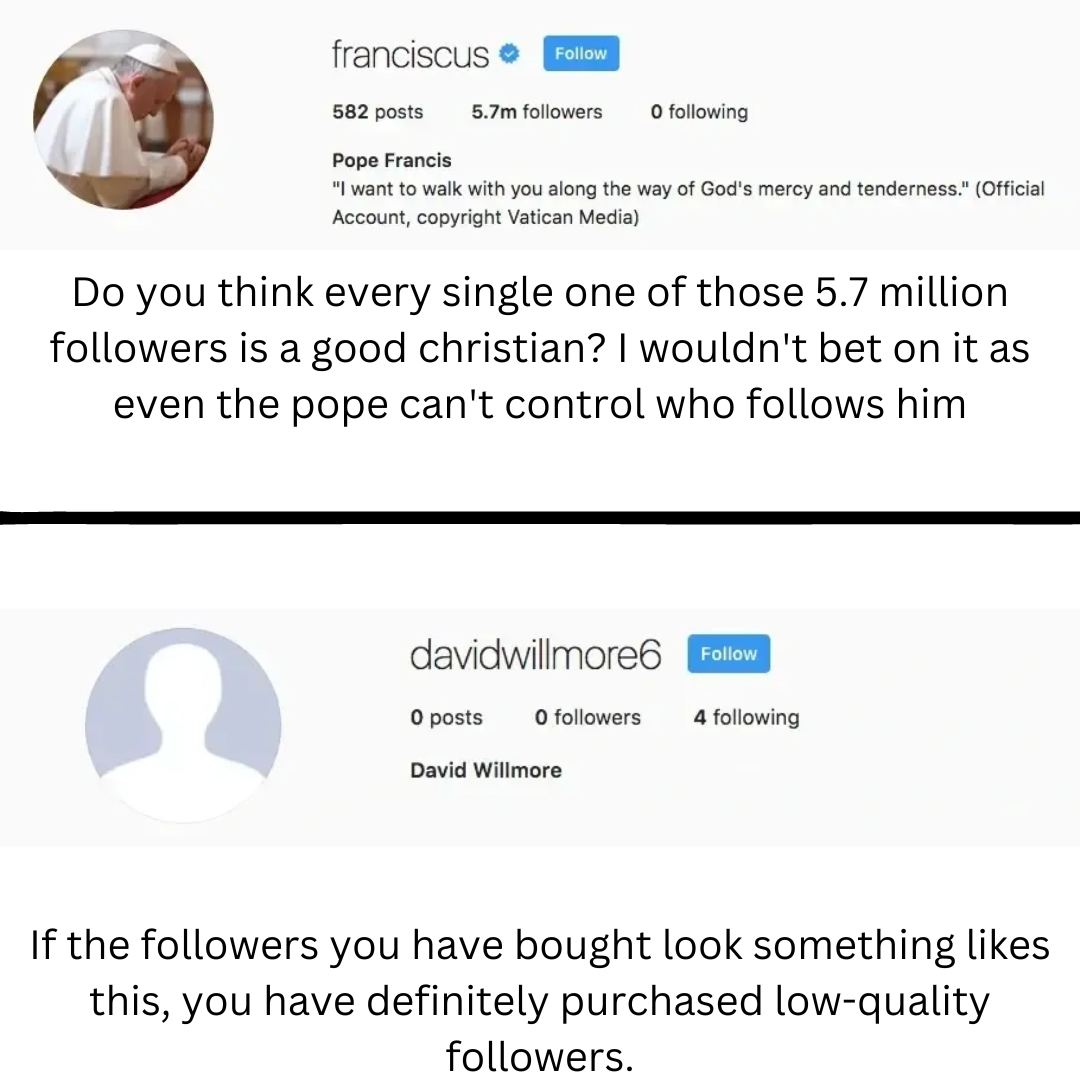 franciscus Follow
582 posts 5.7m followers 0 following
Pope Francis
"I want to walk with you along the way of God's mercy and tenderness." (Official
Account, copyright Vatican Media)
Do you think every single one of those 5.7 million
followers is a good christian? I wouldn't bet on it as
even the pope can't control who follows him
davidwillmore6 Follow
0 posts 0 followers 4 following
David Willmore
If the followers you have bought look something likes
this, you have definitely purchased low-quality
followers.